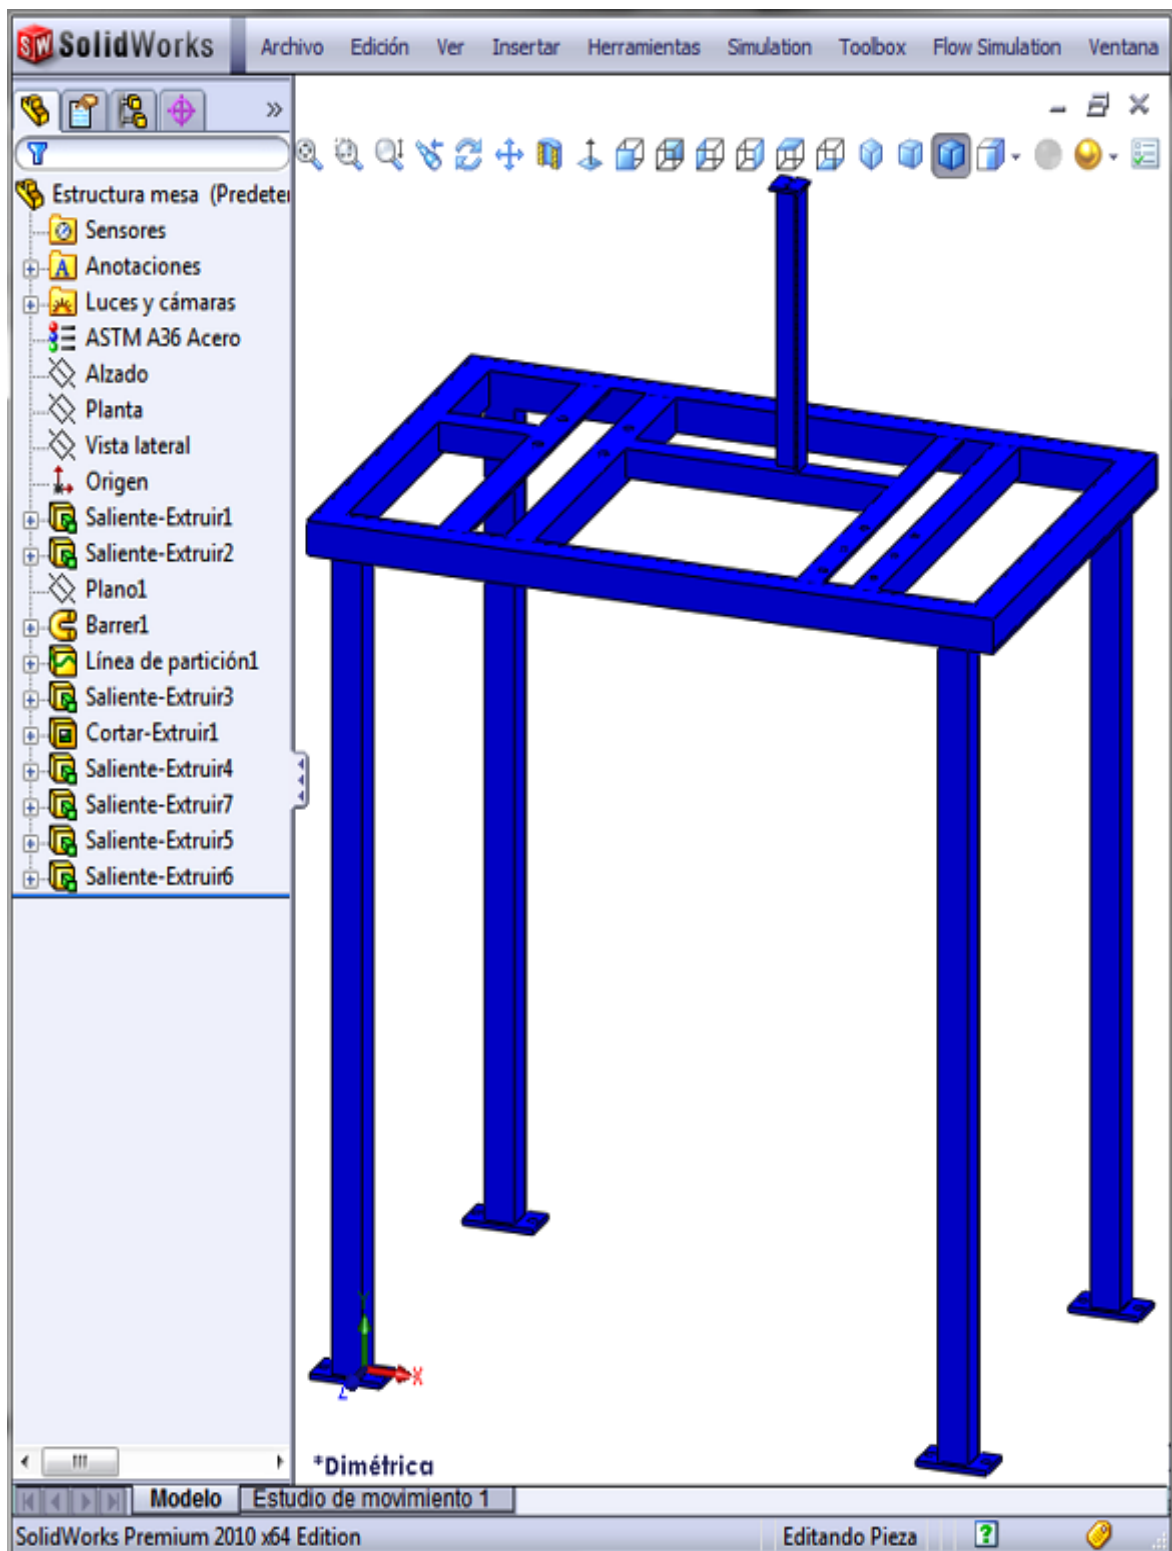 SW SolidWorks Archivo Edición Ver Insertar Herramientas Simulation Toolbox Flow Simulation Ventana
»
Estructura mesa (Predeter
Sensores
A Anotaciones
Luces y cámaras
ASTM A36 Acero
Alzado
Planta
Vista lateral
Origen
Saliente-Extruir1
Saliente-Extruir2
Plano1
Barrer1
Línea de partición1
Saliente-Extruir3
Cortar-Extruir1
Saliente-Extruir4
Saliente-Extruir7
Saliente-Extruir5
Saliente-Extruir6
Y
X
Z
*Dimétrica
Modelo Estudio de movimiento 1
SolidWorks Premium 2010 x64 Edition Editando Pieza ?